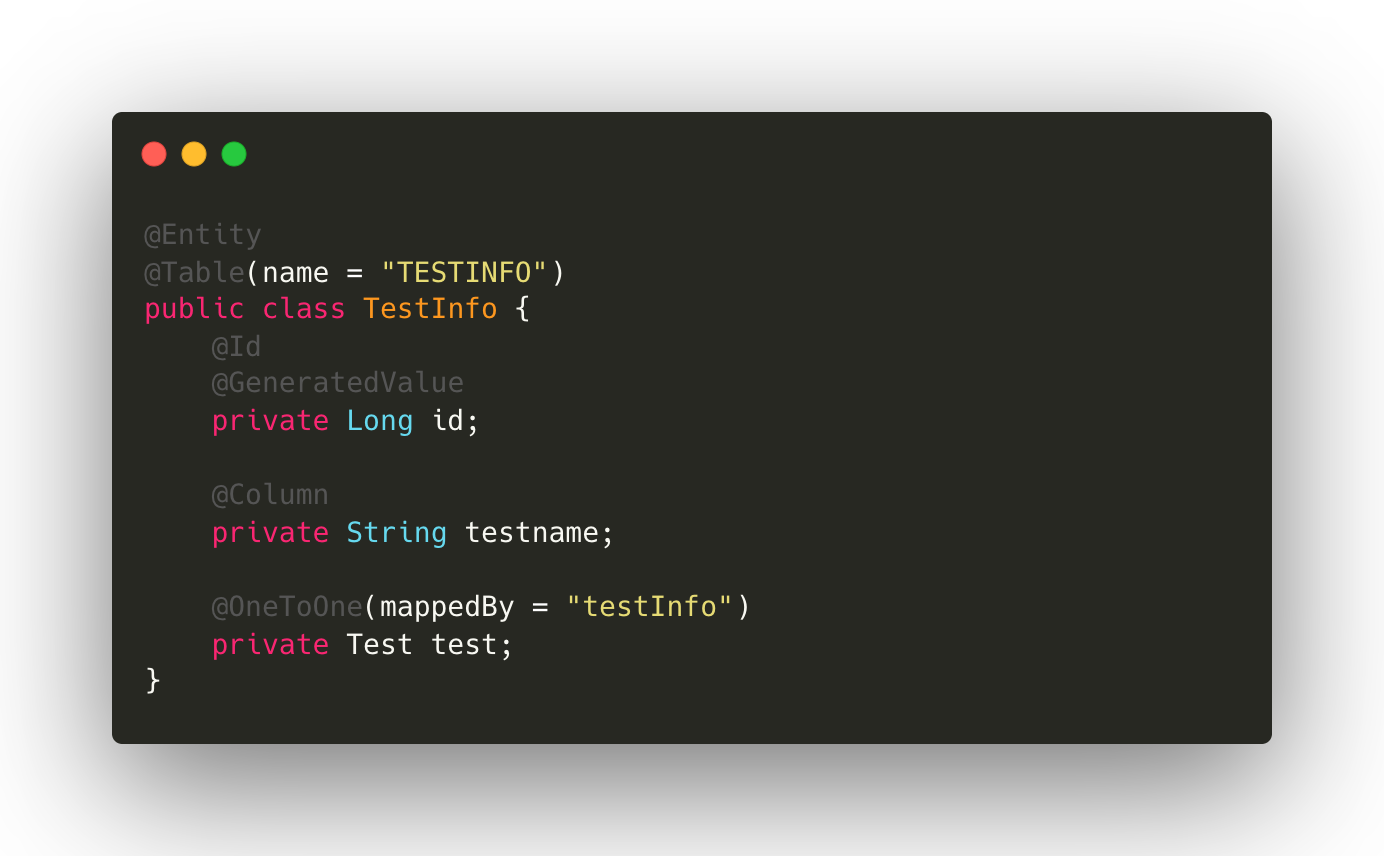 @Entity
@Table(name = "TESTINFO")
public class TestInfo {
    @Id
    @GeneratedValue
    private Long id;

    @Column
    private String testname;

    @OneToOne(mappedBy = "testInfo")
    private Test test;
}